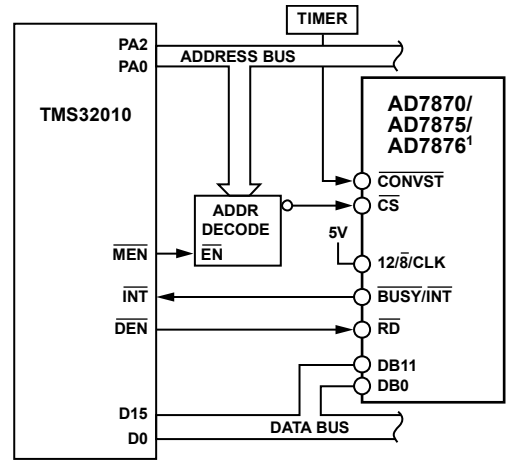 TIMER
PA2
PA0
ADDRESS BUS
TMS32010
AD7870/
AD7875/
AD7876¹
CONVST
CS
ADDR
DECODE
EN
5V
MEN
12/8/CLK
INT
BUSY/INT
DEN
RD
DB11
DB0
D15
D0
DATA BUS